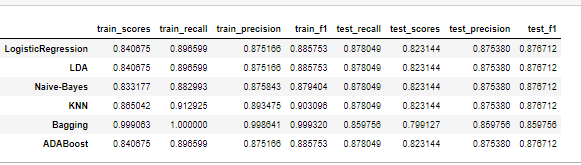 train_scores train_recall train_precision train_f1 test_recall test_scores test_precision test_f1
LogisticRegression 0.840675 0.896599 0.875166 0.885753 0.878049 0.823144 0.875380 0.876712
LDA 0.840675 0.896599 0.875166 0.885753 0.878049 0.823144 0.875380 0.876712
Naive-Bayes 0.833177 0.882993 0.875843 0.879404 0.878049 0.823144 0.875380 0.876712
KNN 0.865042 0.912925 0.893475 0.903096 0.878049 0.823144 0.875380 0.876712
Bagging 0.999063 1.000000 0.998641 0.999320 0.859756 0.799127 0.859756 0.859756
ADABoost 0.840675 0.896599 0.875166 0.885753 0.878049 0.823144 0.875380 0.876712